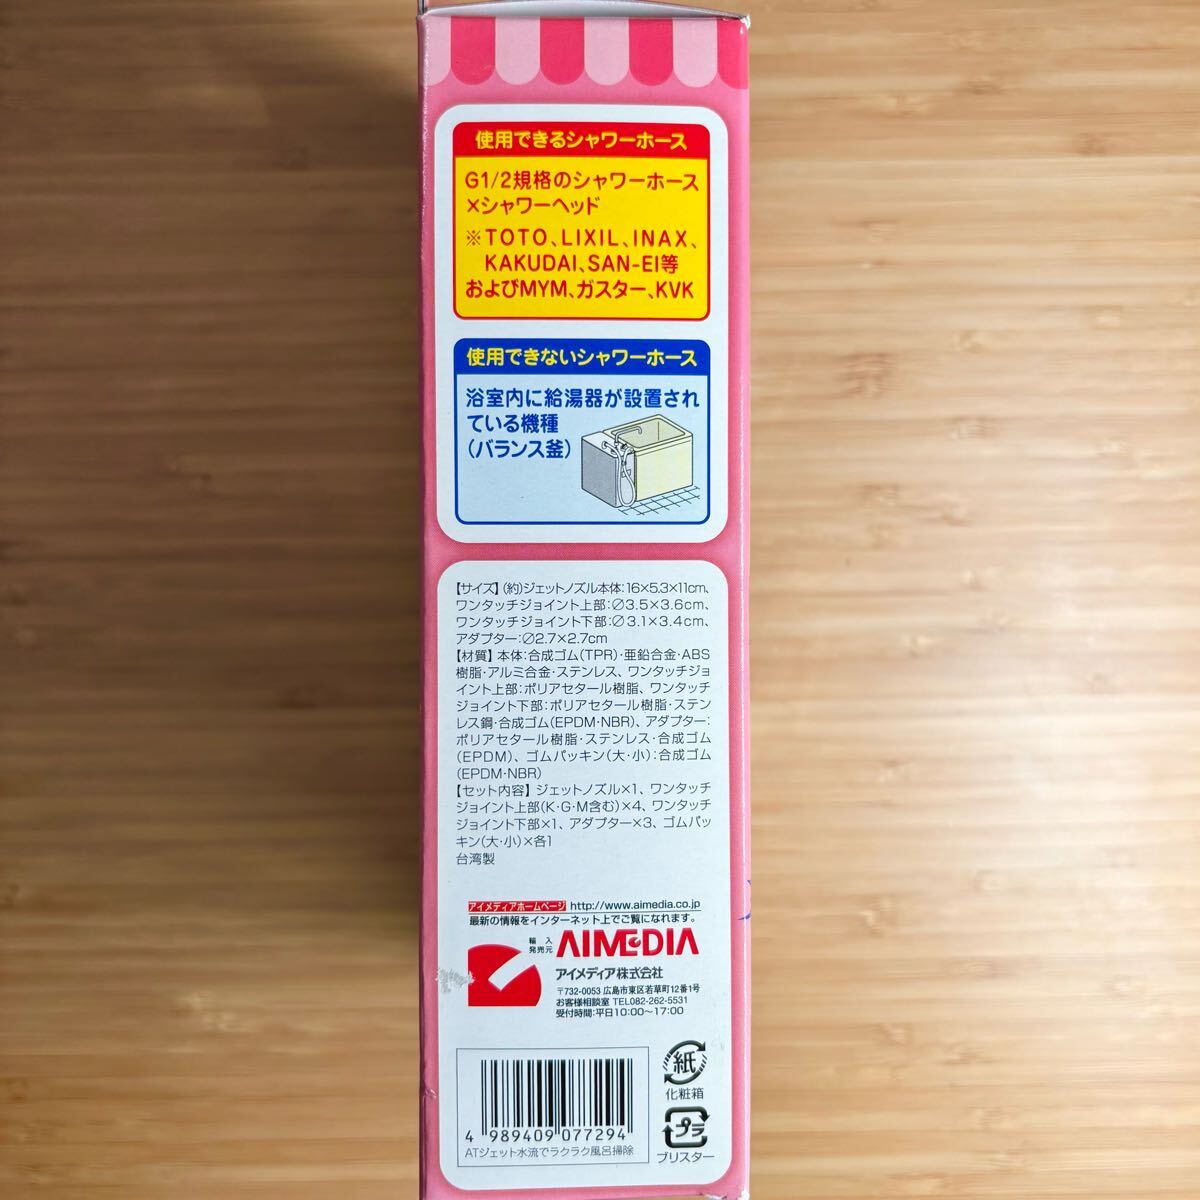 使用できるシャワーホース
G1/2規格のシャワーホース
×シャワーヘッド
※TOTO、LIXIL、INAX、
KAKUDAI、SAN-EI等
およびMYM、ガスター、KVK
使用できないシャワーホース
浴室内に給湯器が設置され
ている機種
(バランス釜)
【サイズ】(約)ジェットノズル本体:16×5.3×11cm、
ワンタッチジョイント上部:∅3.5×3.6cm、
ワンタッチジョイント下部:∅3.1×3.4cm、
アダプター:∅2.7×2.7cm
【材質】本体:合成ゴム(TPR)・亜鉛合金・ABS
樹脂・アルミ合金・ステンレス、ワンタッチジョ
イント上部:ポリアセタール樹脂、ワンタッチ
ジョイント下部:ポリアセタール樹脂・ステン
レス鋼・合成ゴム(EPDM・NBR)、アダプター:
ポリアセタール樹脂・ステンレス・合成ゴム
(EPDM)、ゴムパッキン(大・小):合成ゴム
(EPDM・NBR)
【セット内容】ジェットノズル×1、ワンタッチ
ジョイント上部(K・G・M含む)×4、ワンタッチ
ジョイント下部×1、アダプター×3、ゴムパッ
キン(大・小)×各1
台湾製
アイメディアホームページ http://www.aimedia.co.jp
最新の情報をインターネット上でご覧になれます。
輸入
発売元 AIMEDIA
アイメディア株式会社
〒732-0053 広島市東区若草町12番1号
お客様相談室 TEL082-262-5531
受付時間:平日10:00〜17:00
4 989409 077294
ATジェット水流でラクラク風呂掃除
紙
化粧箱
プラ
ブリスター